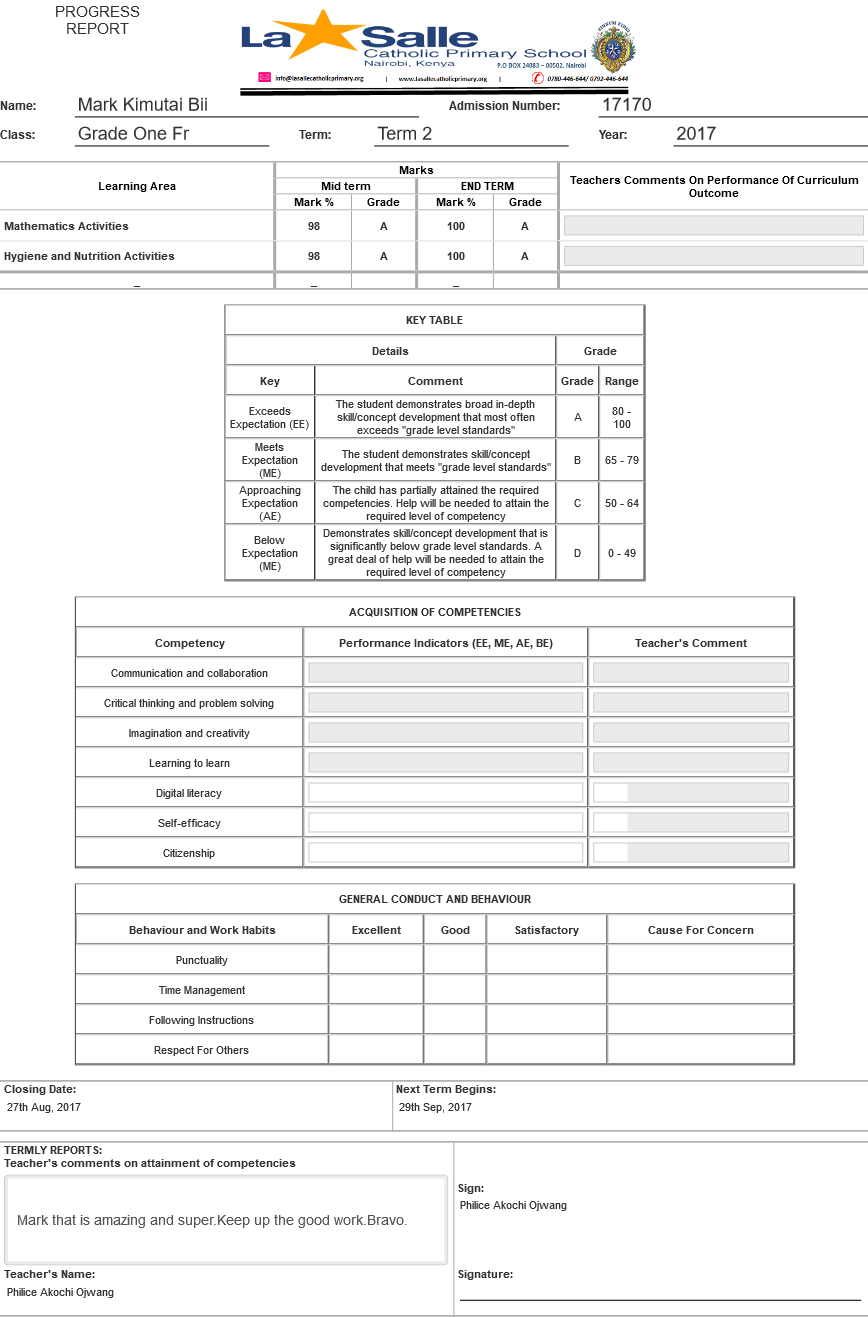 PROGRESS
REPORT
La Salle
Catholic Primary School
Nairobi, Kenya
P.O BOX 24083 – 00502, Nairobi
info@lasallecatholicprimary.org | www.lasallecatholicprimary.org | 0780-446-644/ 0792-446-644
Name: Mark Kimutai Bii Admission Number: 17170
Class: Grade One Fr Term: Term 2 Year: 2017
Learning Area Marks Teachers Comments On Performance Of Curriculum Outcome
Mid term END TERM
Mark % Grade Mark % Grade
Mathematics Activities 98 A 100 A
Hygiene and Nutrition Activities 98 A 100 A
_ _ _
KEY TABLE
Details Grade
Key Comment Grade Range
Exceeds Expectation (EE) The student demonstrates broad in-depth skill/concept development that most often exceeds "grade level standards" A 80 - 100
Meets Expectation (ME) The student demonstrates skill/concept development that meets "grade level standards" B 65 - 79
Approaching Expectation (AE) The child has partially attained the required competencies. Help will be needed to attain the required level of competency C 50 - 64
Below Expectation (ME) Demonstrates skill/concept development that is significantly below grade level standards. A great deal of help will be needed to attain the required level of competency D 0 - 49
ACQUISITION OF COMPETENCIES
Competency Performance Indicators (EE, ME, AE, BE) Teacher's Comment
Communication and collaboration
Critical thinking and problem solving
Imagination and creativity
Learning to learn
Digital literacy
Self-efficacy
Citizenship
GENERAL CONDUCT AND BEHAVIOUR
Behaviour and Work Habits Excellent Good Satisfactory Cause For Concern
Punctuality
Time Management
Following Instructions
Respect For Others
Closing Date: Next Term Begins:
27th Aug, 2017 29th Sep, 2017
TERMLY REPORTS:
Teacher's comments on attainment of competencies
Mark that is amazing and super.Keep up the good work.Bravo.
Sign:
Philice Akochi Ojwang
Teacher's Name: Signature:
Philice Akochi Ojwang